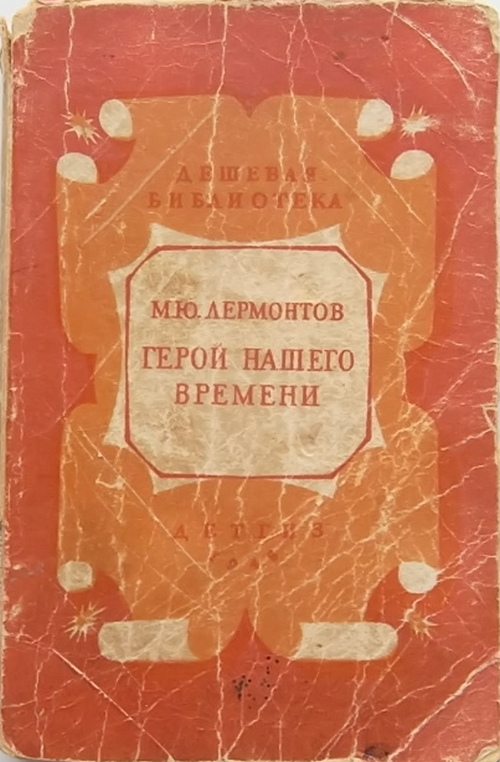 ДЕШЕВАЯ
БИБЛИОТЕКА
М.Ю. ЛЕРМОНТОВ
ГЕРОЙ НАШЕГО
ВРЕМЕНИ
ДЕТГИЗ